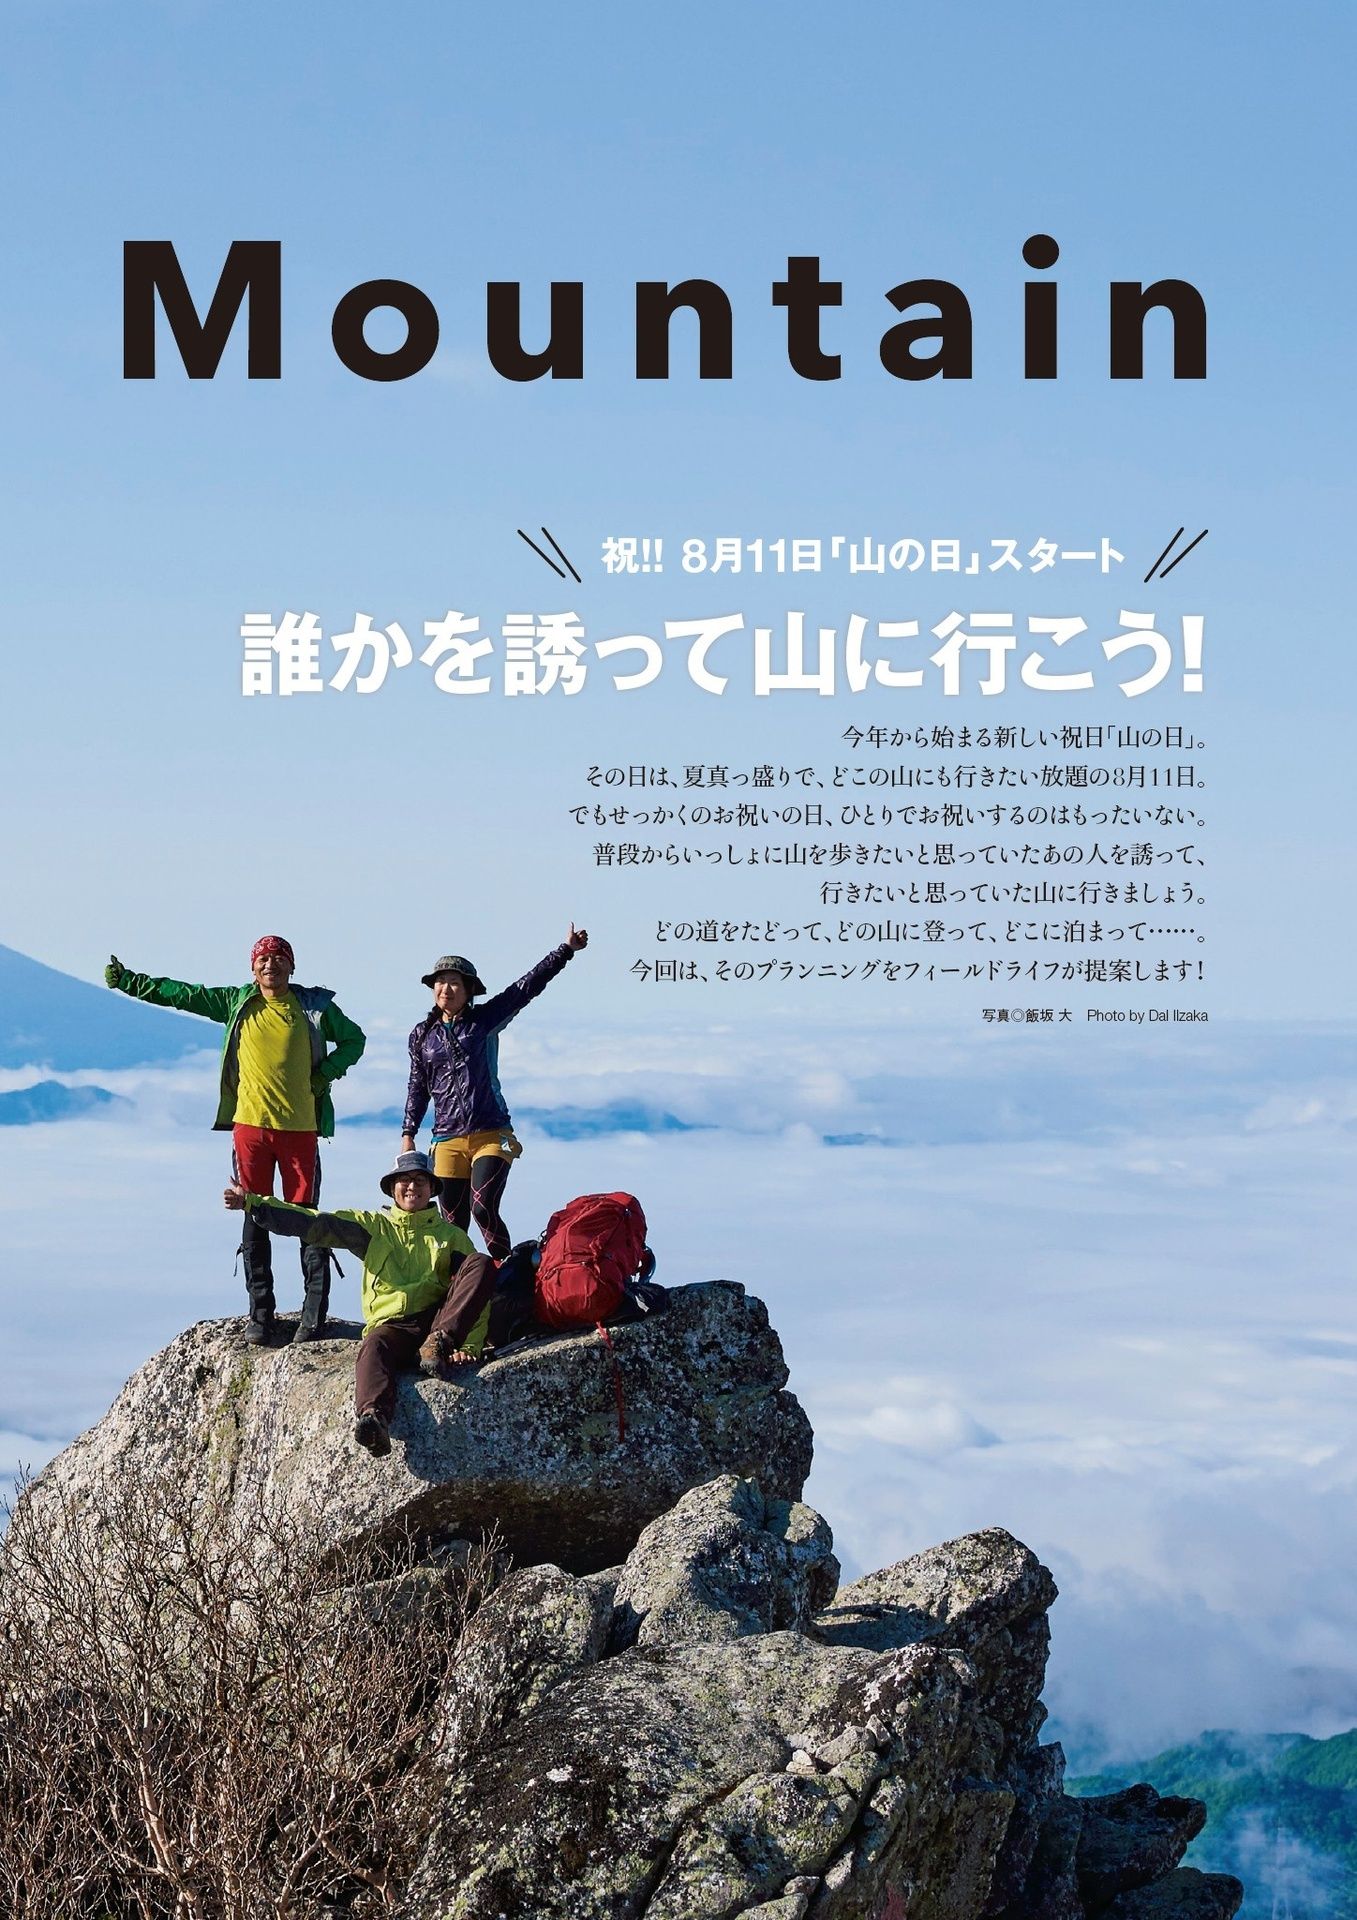 Mountain
祝!! 8月11日「山の日」スタート
誰かを誘って山に行こう!
今年から始まる新しい祝日「山の日」。
その日は、夏真っ盛りで、どこの山にも行きたい放題の8月11日。
でもせっかくのお祝いの日、ひとりでお祝いするのはもったいない。
普段からいっしょに山を歩きたいと思っていたあの人を誘って、
行きたいと思っていた山に行きましょう。
どの道をたどって、どの山に登って、どこに泊まって……。
今回は、そのプランニングをフィールドライフが提案します!
写真◎飯坂 大 Photo by Dai IIzaka